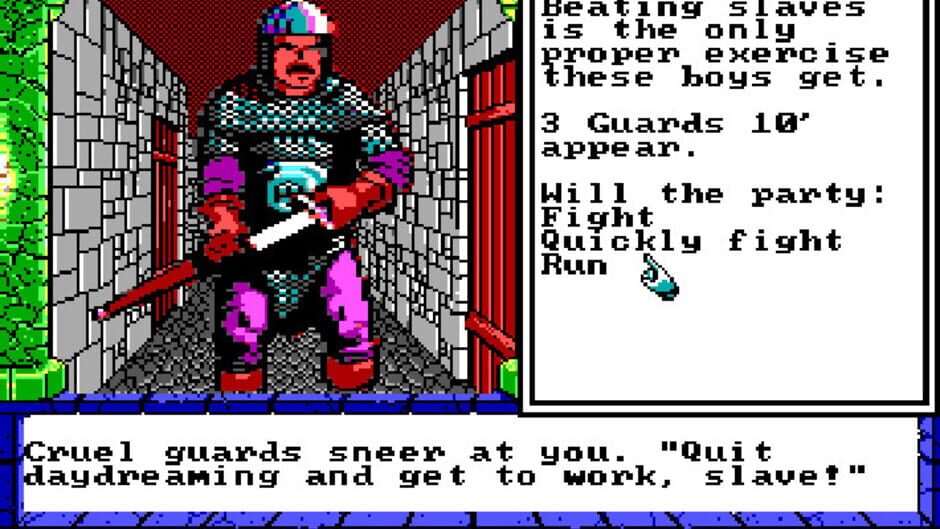 Beating slaves
is the only
proper exercise
these boys get.
3 Guards 10'
appear.
Will the party:
Fight
Quickly fight
Run
Cruel guards sneer at you. "Quit
daydreaming and get to work, slave!"